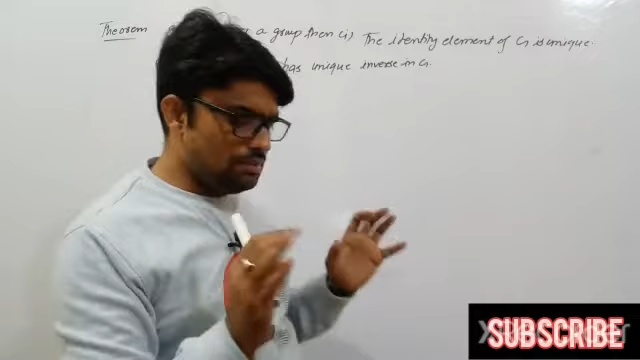 Theorem a group then (i) The identity element of G is unique.
has unique inverse in G.
SUBSCRIBE